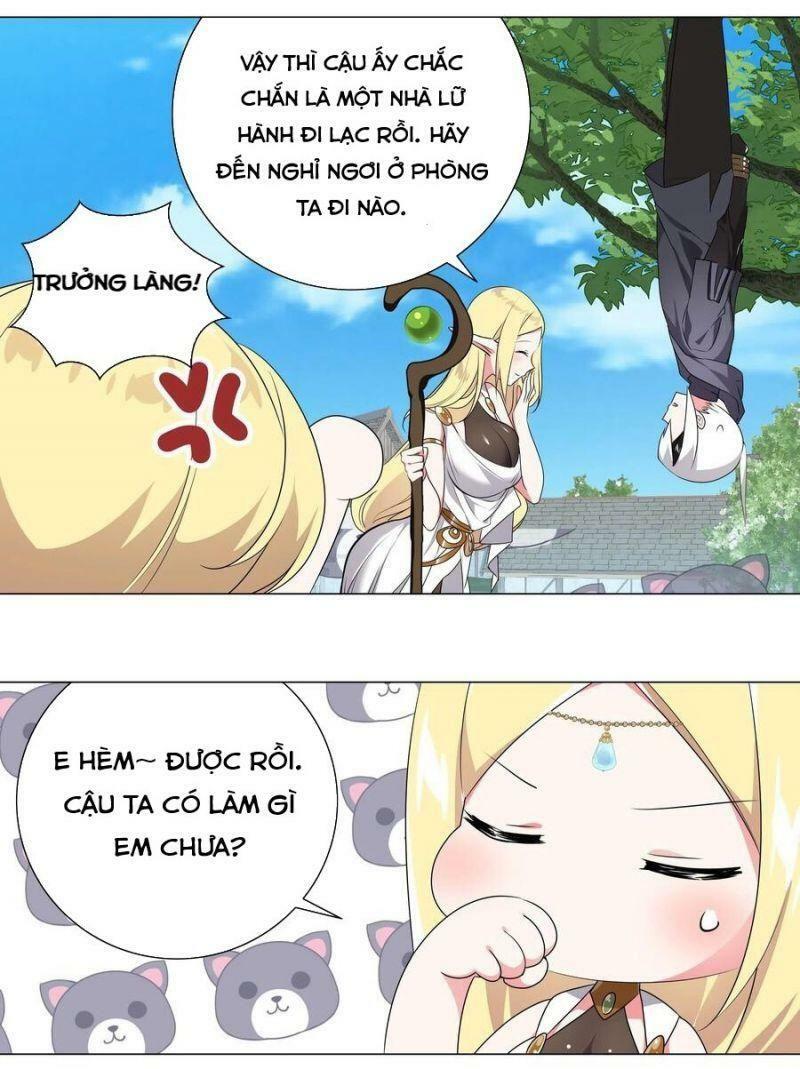 VẬY THÌ CẬU ẤY CHẮC
CHẮN LÀ MỘT NHÀ LỮ
HÀNH ĐI LẠC RỒI. HÃY
ĐẾN NGHỈ NGƠI Ở PHÒNG
TA ĐI NÀO.
TRƯỞNG LÀNG!
E HÈM~ ĐƯỢC RỒI.
CẬU TA CÓ LÀM GÌ
EM CHƯA?